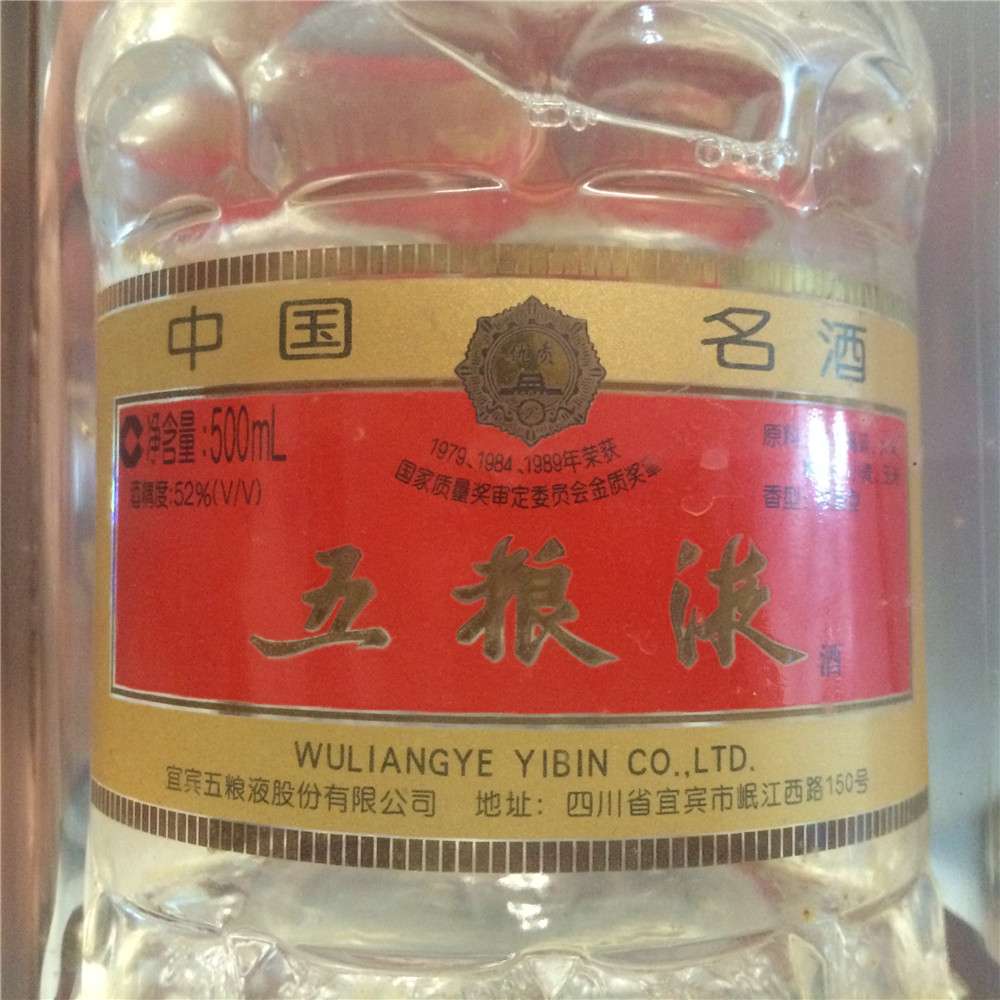 中国名酒
优质
净含量:500mL
酒精度:52%(V/V)
1979、1984、1989年荣获
国家质量奖审定委员会金质奖章
原料
香型:
五粮液
酒
WULIANGYE YIBIN CO.,LTD.
宜宾五粮液股份有限公司 地址:四川省宜宾市岷江西路150号